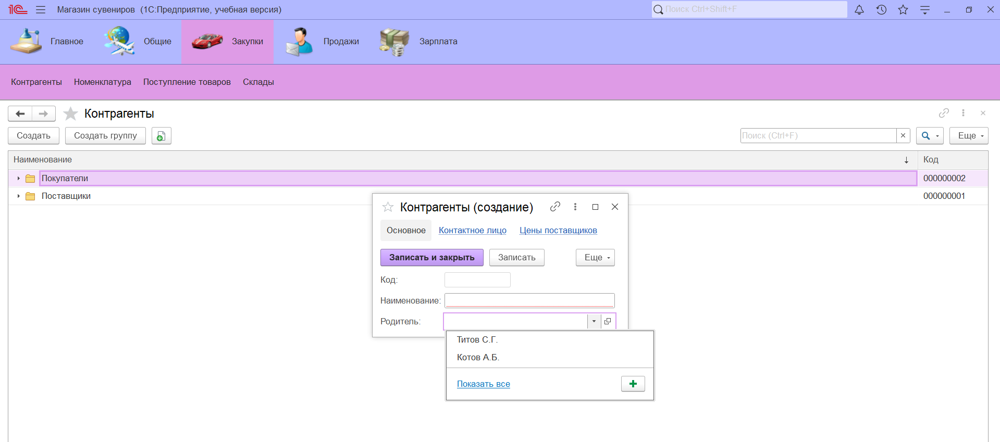 1С Магазин сувениров (1С:Предприятие, учебная версия) Поиск Ctrl+Shift+F
Главное Общие Закупки Продажи Зарплата
Контрагенты Номенклатура Поступление товаров Склады
Контрагенты
Создать Создать группу Поиск (Ctrl+F) × Еще
Наименование ↓ Код
Покупатели 000000002
Поставщики 000000001
Контрагенты (создание)
Основное Контактное лицо Цены поставщиков
Записать и закрыть Записать Еще
Код:
Наименование:
Родитель:
Титов С.Г.
Котов А.Б.
Показать все